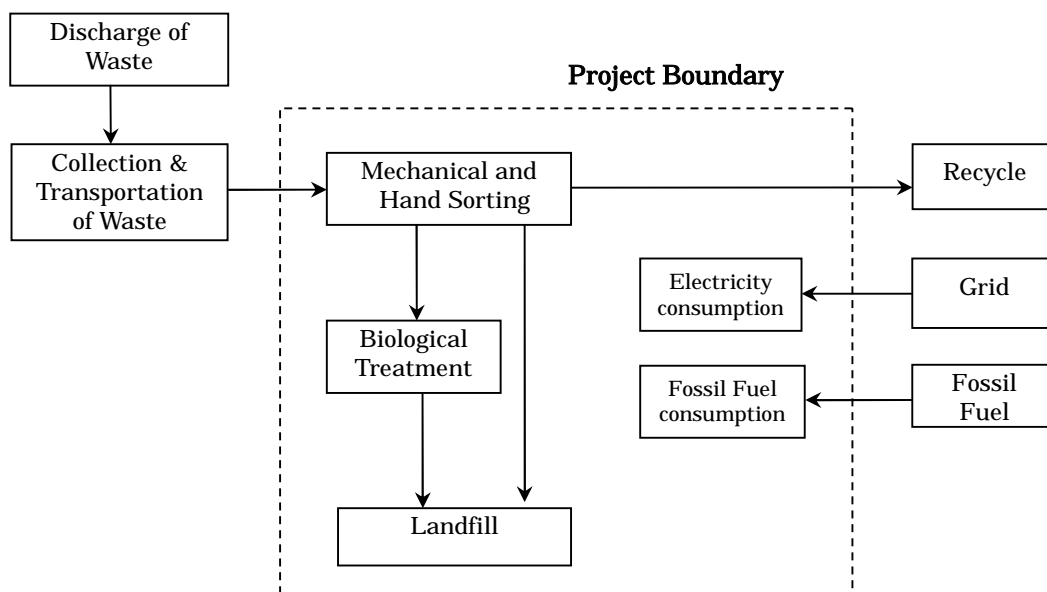 Discharge of
Waste
Project Boundary
Collection &
Transportation
of Waste
Mechanical and
Hand Sorting
Recycle
Electricity
consumption
Grid
Biological
Treatment
Fossil Fuel
consumption
Fossil
Fuel
Landfill